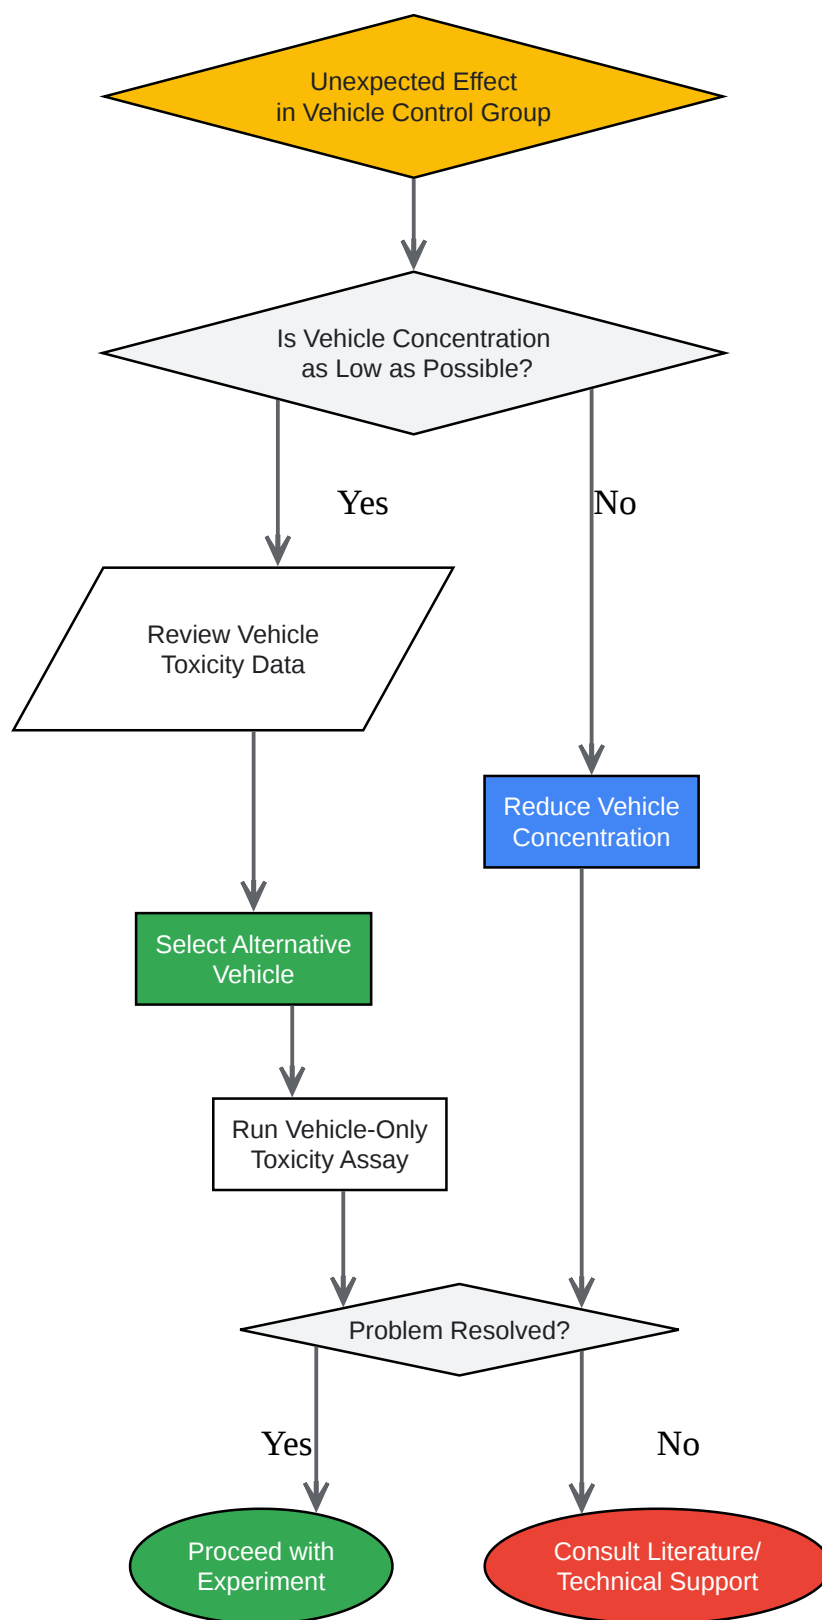 Unexpected Effect
in Vehicle Control Group
Is Vehicle Concentration
as Low as Possible?
Yes
No
Review Vehicle
Toxicity Data
Reduce Vehicle
Concentration
Select Alternative
Vehicle
Run Vehicle-Only
Toxicity Assay
Problem Resolved?
Yes
No
Proceed with
Experiment
Consult Literature/
Technical Support